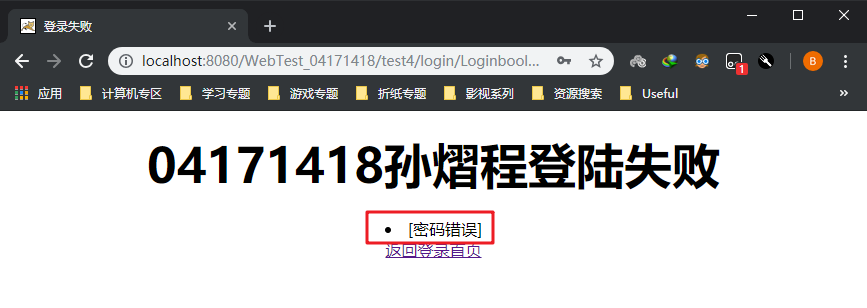 登录失败
localhost:8080/WebTest_04171418/test4/login/Loginbool...
1
B
应用 计算机专区 学习专题 游戏专题 折纸专题 影视系列 资源搜索 Useful »
04171418孙熠程登陆失败
• [密码错误]
返回登录首页